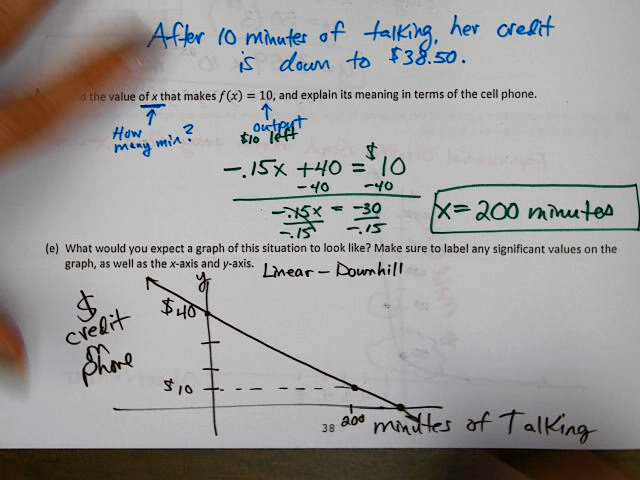 After 10 minutes of talking, her credit
is down to $38.50.
the value of x that makes f(x) = 10, and explain its meaning in terms of the cell phone.
How many min?
output
$10 left
-.15x +40 = $10
-40 -40
-.15x = -30
-.15 -.15
x = 200 minutes
(e) What would you expect a graph of this situation to look like? Make sure to label any significant values on the
graph, as well as the x-axis and y-axis.
Linear - Downhill
y
$40
$
credit
on
phone
$10
38
200
minutes of Talking